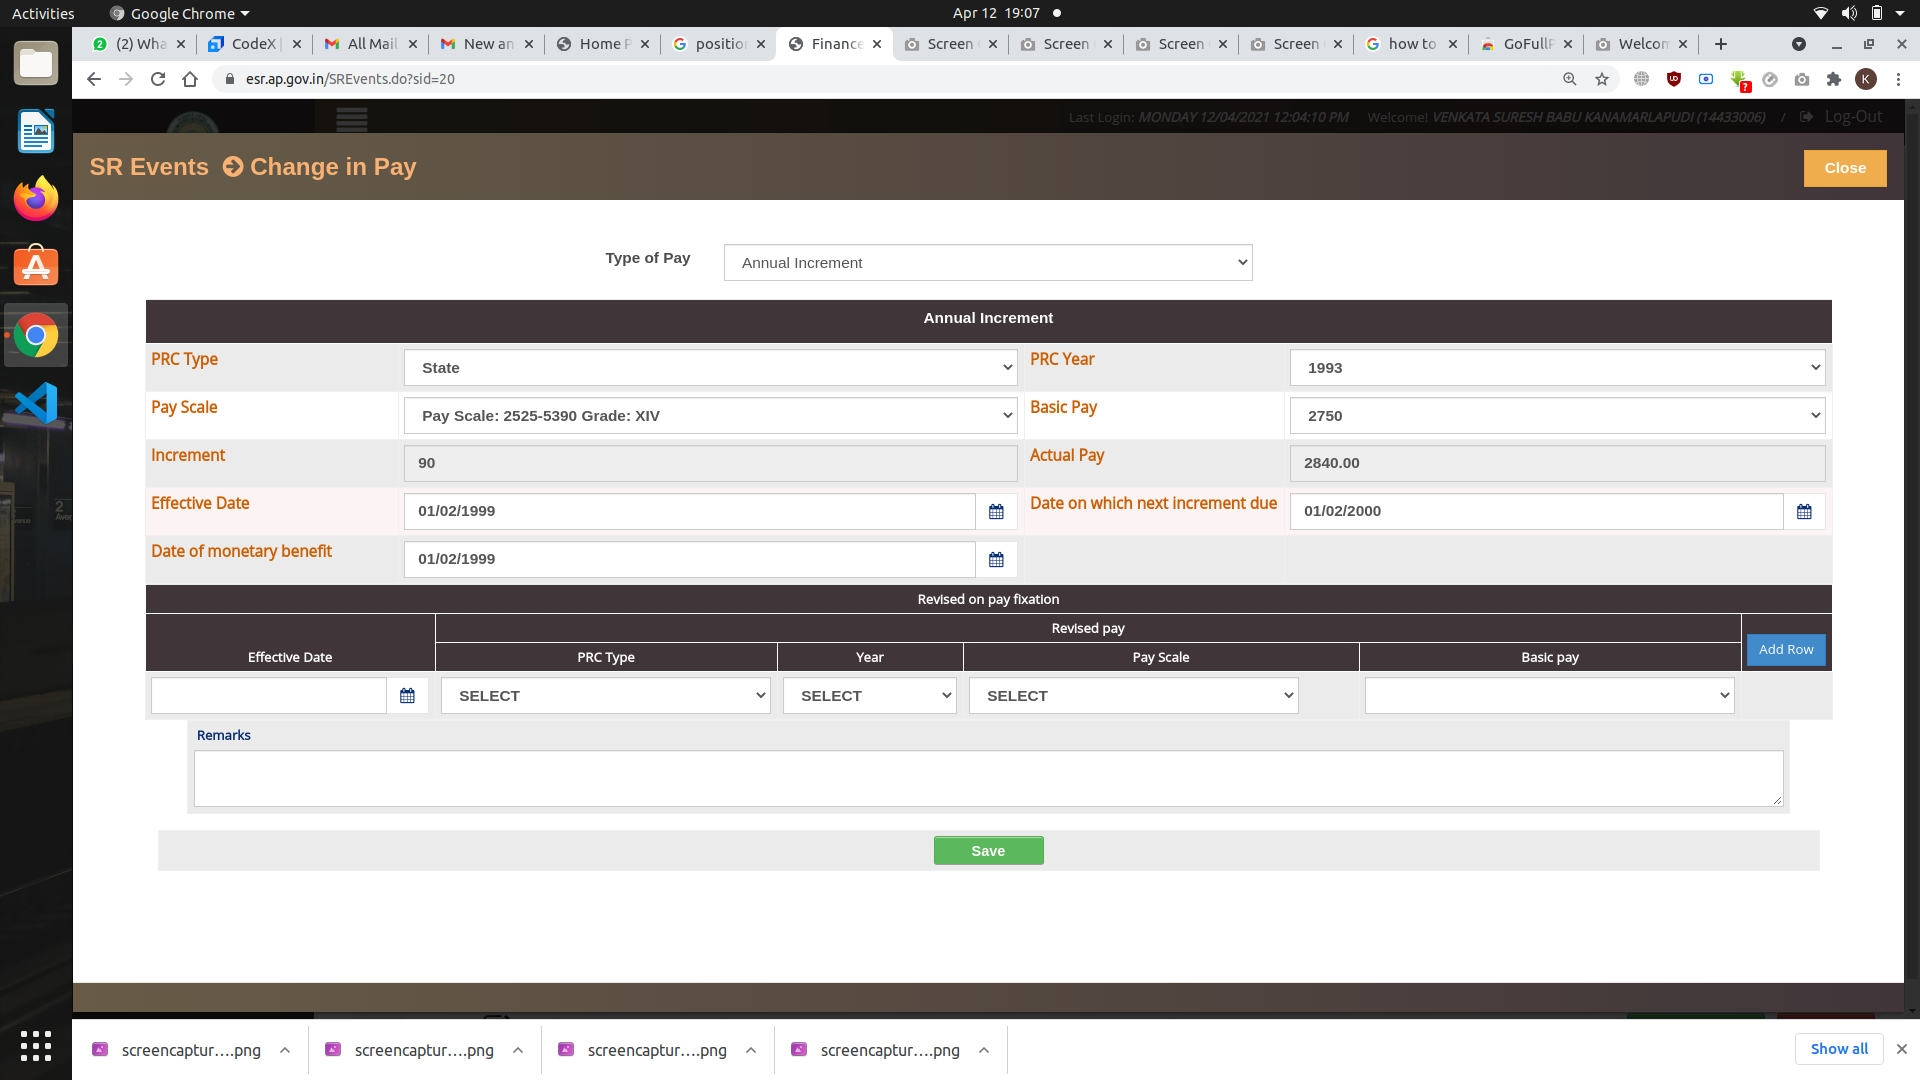 Activities Google Chrome Apr 12 19:07
(2) Wha CodeX All Mail New an Home P positio Finance Screen Screen Screen Screen how to GoFullP Welcom
esr.ap.gov.in/SREvents.do?sid=20 K
Last Login: MONDAY 12/04/2021 12:04:10 PM Welcome! VENKATA SURESH BABU KANAMARLAPUDI (14433006) / Log-Out
SR Events Change in Pay Close
Type of Pay Annual Increment
Annual Increment
PRC Type State PRC Year 1993
Pay Scale Pay Scale: 2525-5390 Grade: XIV Basic Pay 2750
Increment 90 Actual Pay 2840.00
Effective Date 01/02/1999 Date on which next increment due 01/02/2000
Date of monetary benefit 01/02/1999
Revised on pay fixation
Revised pay
Effective Date PRC Type Year Pay Scale Basic pay Add Row
SELECT SELECT SELECT
Remarks
Save
screencaptur....png screencaptur....png screencaptur....png screencaptur....png Show all